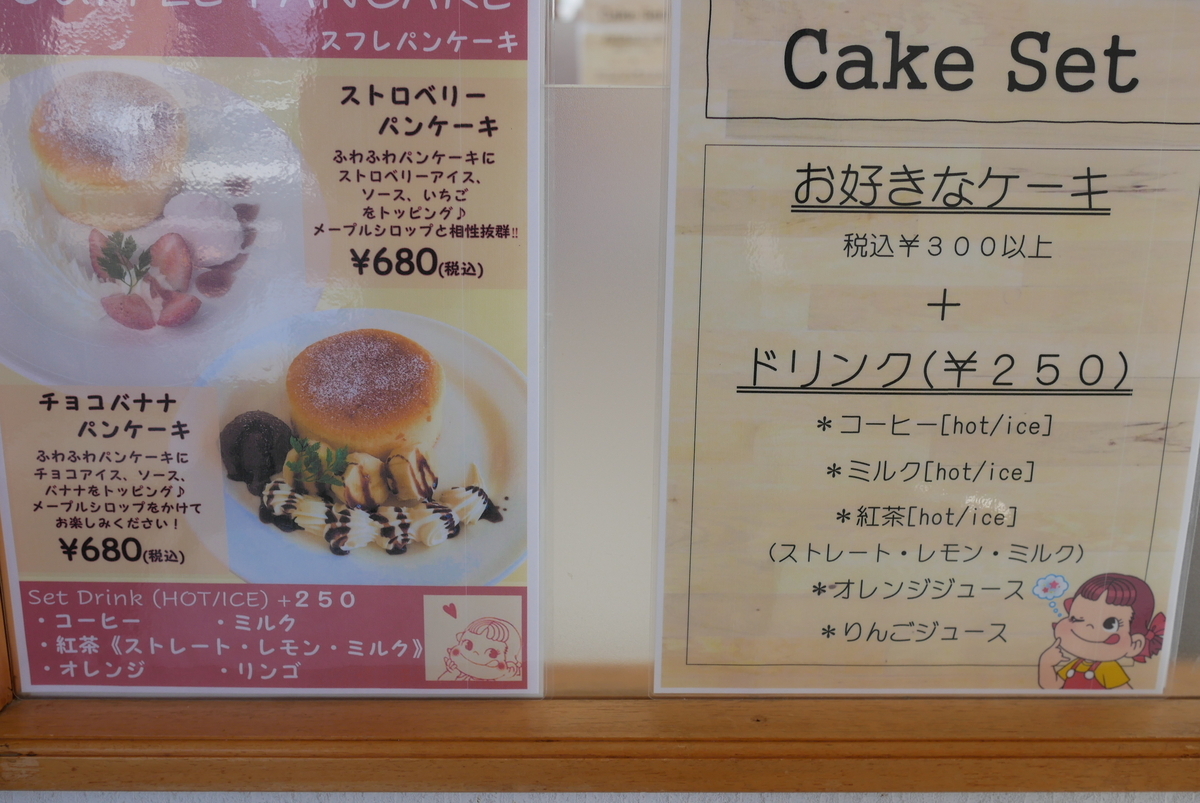 PANCAKE
スフレパンケーキ
ストロベリー
パンケーキ
ふわふわパンケーキに
ストロベリーアイス、
ソース、いちご
をトッピング♪
メープルシロップと相性抜群!!
¥680(税込)
チョコバナナ
パンケーキ
ふわふわパンケーキに
チョコアイス、ソース、
バナナをトッピング♪
メープルシロップをかけて
お楽しみください！
¥680(税込)
Set Drink (HOT/ICE) +250
・コーヒー ・ミルク
・紅茶《ストレート・レモン・ミルク》
・オレンジ ・リンゴ
Cake Set
お好きなケーキ
税込￥３００以上
＋
ドリンク(￥２５０)
＊コーヒー[hot/ice]
＊ミルク[hot/ice]
＊紅茶[hot/ice]
（ストレート・レモン・ミルク）
＊オレンジジュース
＊りんごジュース